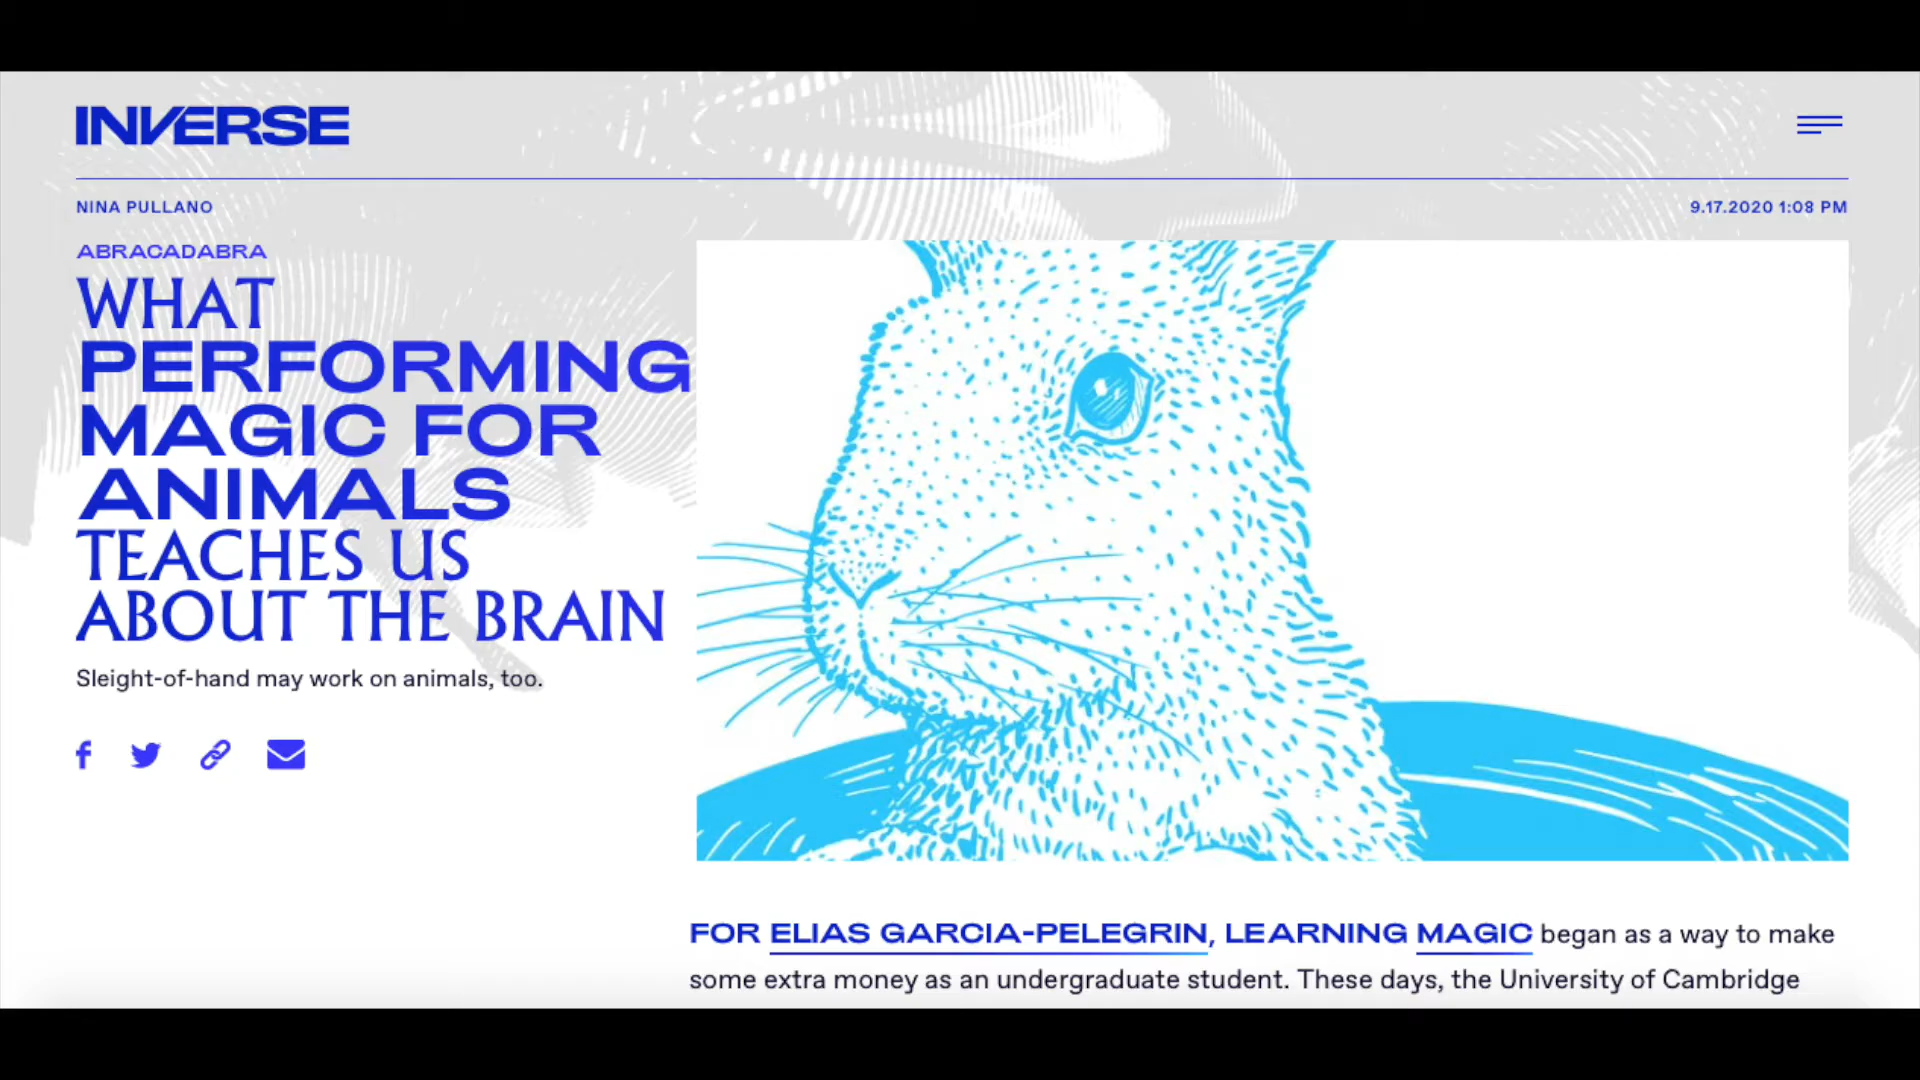 INVERSE
NINA PULLANO
9.17.2020 1:08 PM
ABRACADABRA
WHAT
PERFORMING
MAGIC FOR
ANIMALS
TEACHES US
ABOUT THE BRAIN
Sleight-of-hand may work on animals, too.
FOR ELIAS GARCIA-PELEGRIN, LEARNING MAGIC began as a way to make
some extra money as an undergraduate student. These days, the University of Cambridge